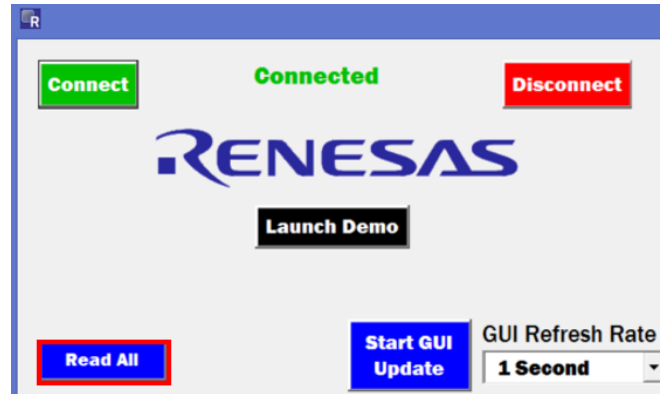 R
Connect
Connected
Disconnect
RENESAS
Launch Demo
Read All
Start GUI
Update
GUI Refresh Rate
1 Second